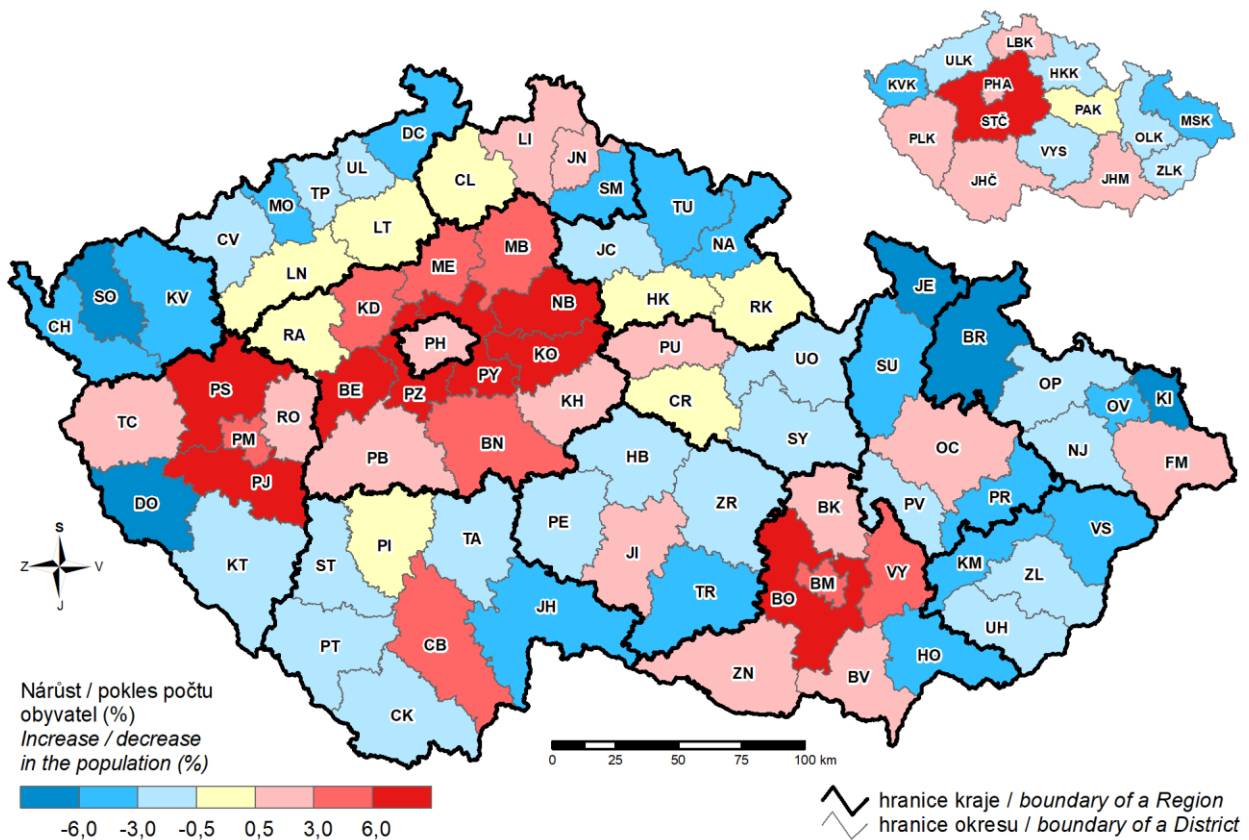 LBK
ULK
HKK
KVK
PHA
PAK
STČ
MSK
PLK
OLK
VYS
ZLK
JHČ
JHM
DC
LI
JN
UL
CL
TP
SM
MO
TU
LT
CV
MB
NA
JC
ME
LN
SO
KV
NB
HK
RK
JE
KD
CH
RA
BR
PH
PU
KO
UO
SU
OP
PY
BE
PZ
PS
OV
KI
RO
KH
CR
TC
SY
PM
OC
NJ
BN
PB
HB
FM
PJ
PR
DO
ZR
PV
BK
PE
VS
TA
PI
JI
KM
ST
KT
VY
BM
ZL
TR
BO
JH
UH
CB
PT
HO
ZN
BV
CK
S
Z V
J
Nárůst / pokles počtu
obyvatel (%)
Increase / decrease
in the population (%)
-6,0 -3,0 -0,5 0,5 3,0 6,0
0 25 50 75 100 km
hranice kraje / boundary of a Region
hranice okresu / boundary of a District